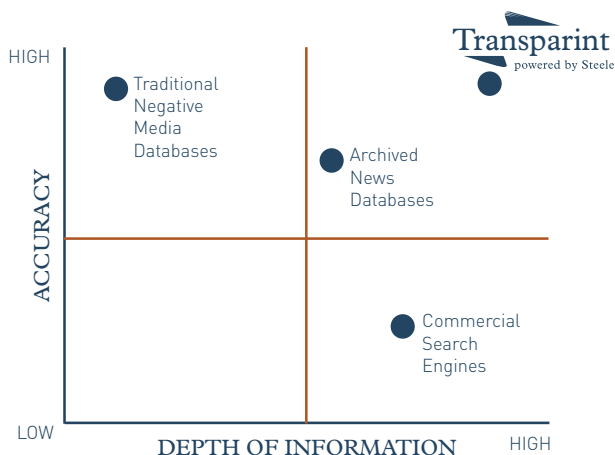 Transparint
powered by Steele
HIGH
Traditional
Negative
Media
Databases
Archived
News
Databases
ACCURACY
Commercial
Search
Engines
LOW
DEPTH OF INFORMATION
HIGH